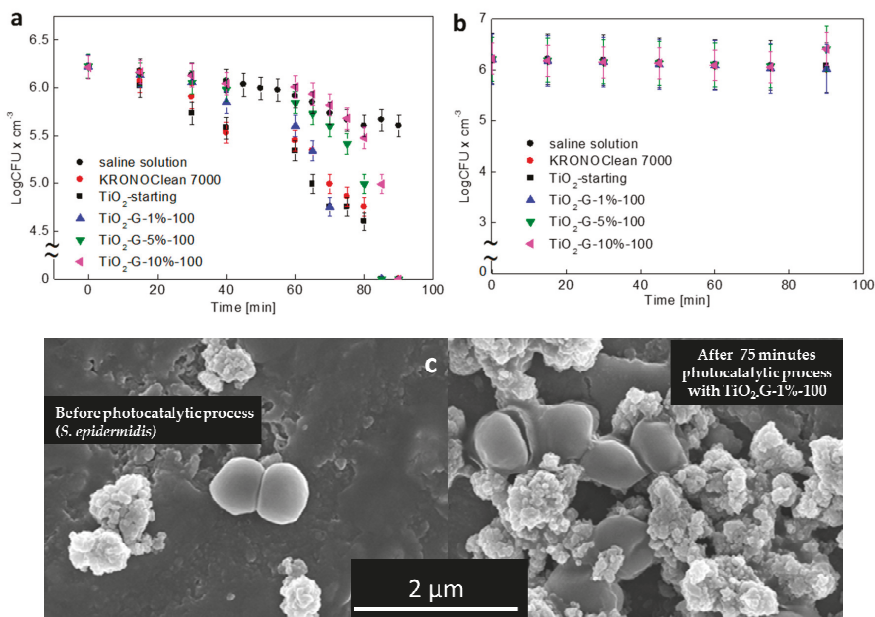 a
6.25
6.0
5.5
5.0
4.5
~
~
0
LogCFU x cm⁻³
saline solution
KRONOClean 7000
TiO₂-starting
TiO₂-G-1%-100
TiO₂-G-5%-100
TiO₂-G-10%-100
0 20 40 60 80 100
Time [min]
b
7
6
5
4
3
~
~
0
LogCFU x cm⁻³
saline solution
KRONOClean 7000
TiO₂-starting
TiO₂-G-1%-100
TiO₂-G-5%-100
TiO₂-G-10%-100
0 20 40 60 80 100
Time [min]
c
Before photocatalytic process
(S. epidermidis)
After 75 minutes
photocatalytic process
with TiO₂-G-1%-100
2 μm